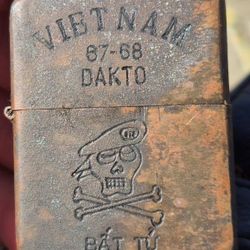 VIETNAM
67-68
DAKTO
BẤT TỬ